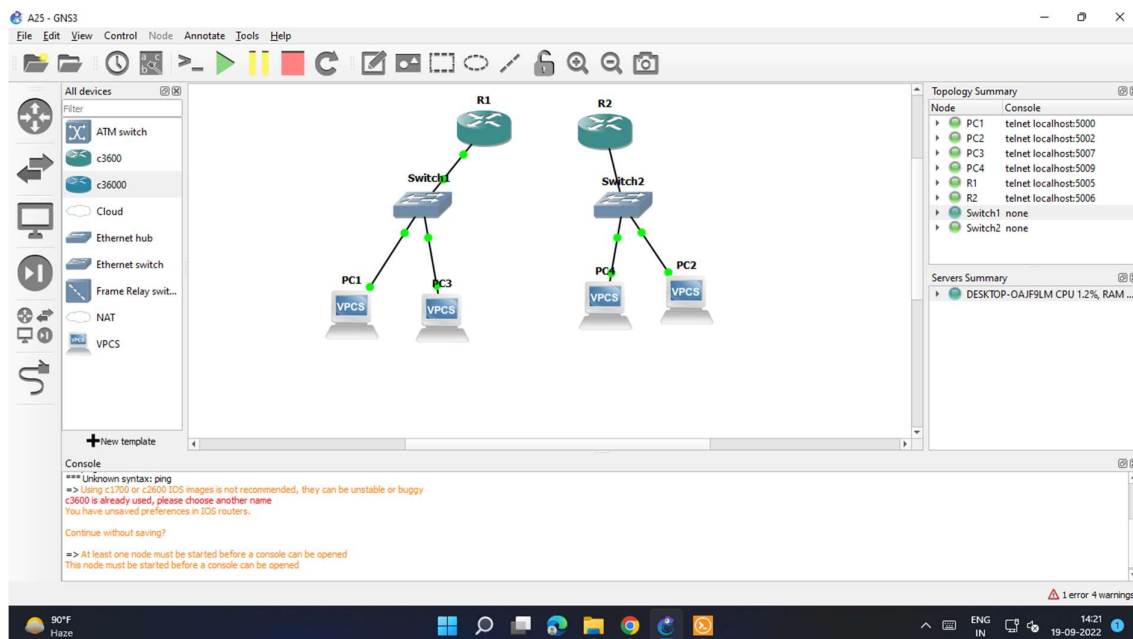 A25 - GNS3
File Edit View Control Node Annotate Tools Help
All devices
Filter
ATM switch
c3600
c36000
Cloud
Ethernet hub
Ethernet switch
Frame Relay swit...
NAT
VPCS
New template
R1
R2
Switch1
Switch2
PC1
PC3
PC4
PC2
VPCS
VPCS
VPCS
VPCS
Topology Summary
Node Console
PC1 telnet localhost:5000
PC2 telnet localhost:5002
PC3 telnet localhost:5007
PC4 telnet localhost:5009
R1 telnet localhost:5005
R2 telnet localhost:5006
Switch1 none
Switch2 none
Servers Summary
DESKTOP-OAJF9LM CPU 1.2%, RAM ...
Console
*** Unknown syntax: ping
=> Using c1700 or c2600 IOS images is not recommended, they can be unstable or buggy
c3600 is already used, please choose another name
You have unsaved preferences in IOS routers.
Continue without saving?
=> At least one node must be started before a console can be opened
This node must be started before a console can be opened
1 error 4 warnings
90°F
Haze
ENG
IN
14:21
19-09-2022
1